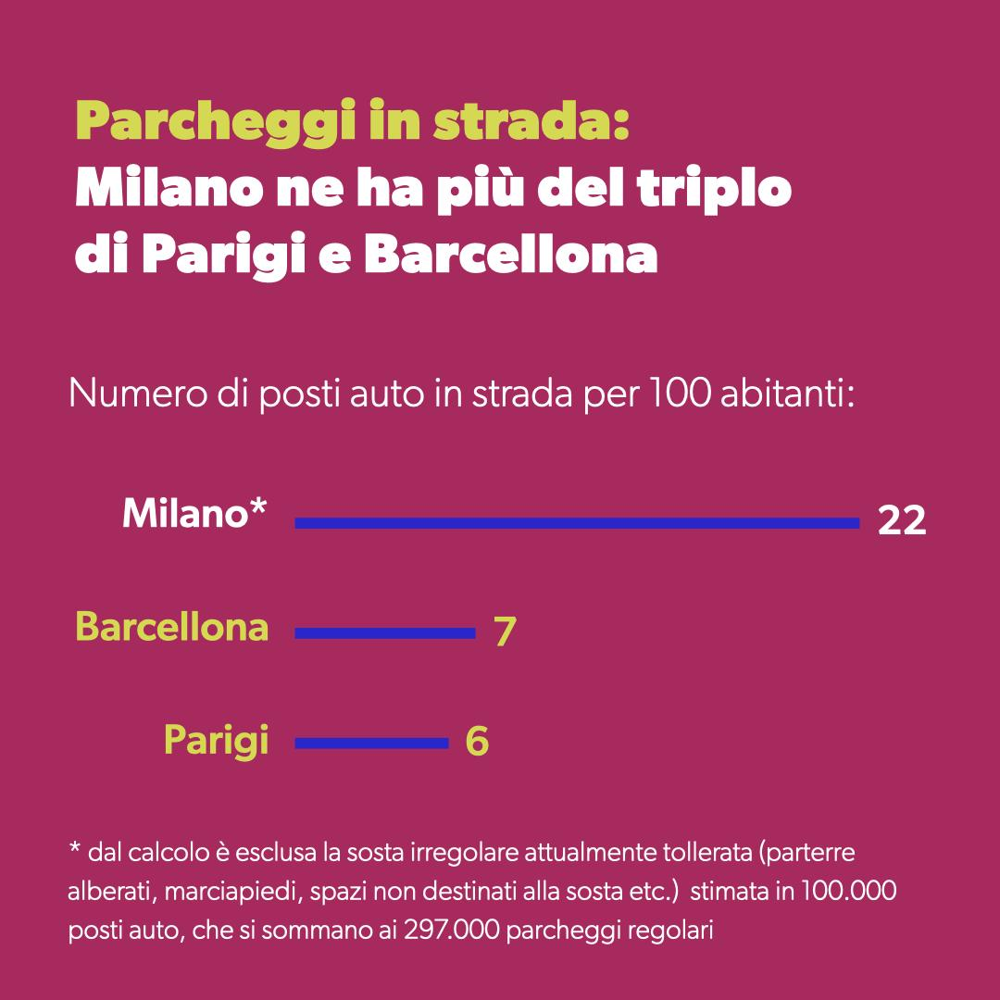 Parcheggi in strada:
Milano ne ha più del triplo
di Parigi e Barcellona
Numero di posti auto in strada per 100 abitanti:
Milano* 22
Barcellona 7
Parigi 6
* dal calcolo è esclusa la sosta irregolare attualmente tollerata (parterre
alberati, marciapiedi, spazi non destinati alla sosta etc.)  stimata in 100.000
posti auto, che si sommano ai 297.000 parcheggi regolari